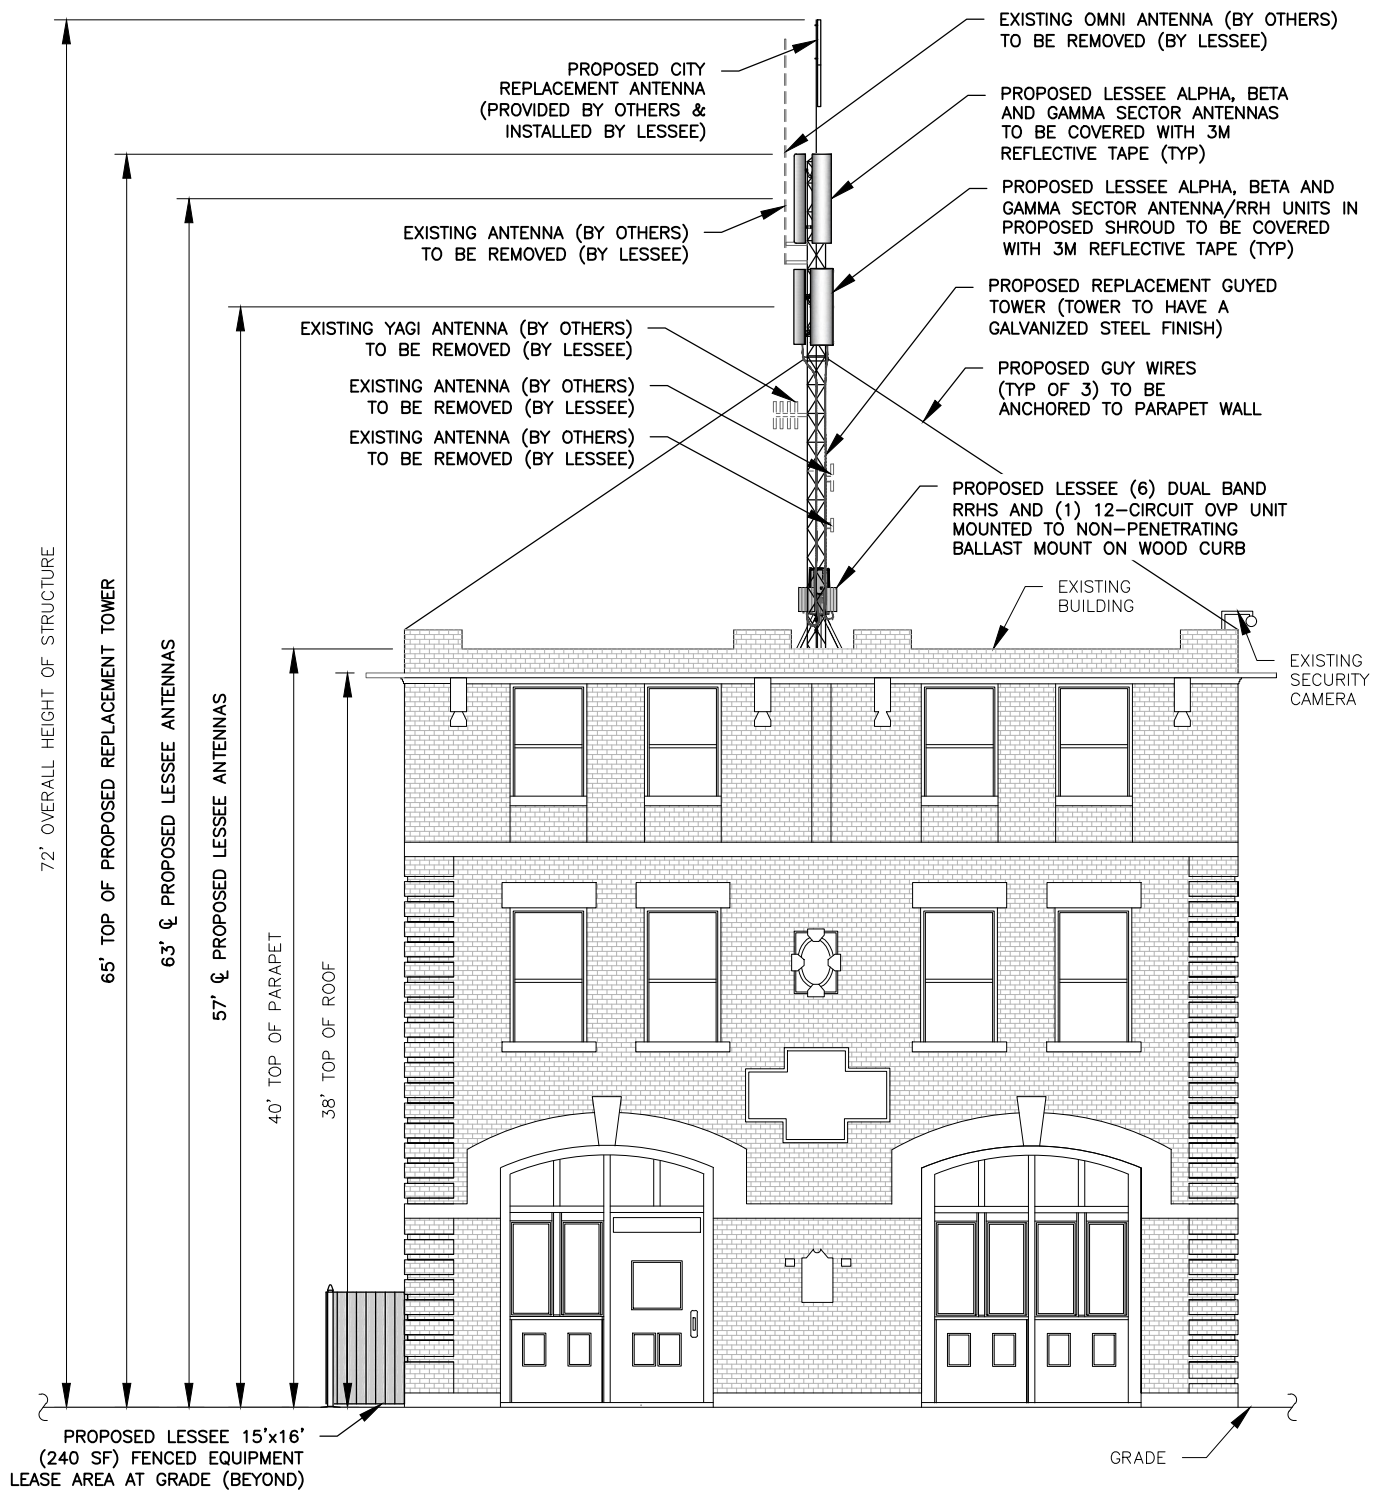 EXISTING OMNI ANTENNA (BY OTHERS)
TO BE REMOVED (BY LESSEE)
PROPOSED CITY
REPLACEMENT ANTENNA
(PROVIDED BY OTHERS &
INSTALLED BY LESSEE)
PROPOSED LESSEE ALPHA, BETA
AND GAMMA SECTOR ANTENNAS
TO BE COVERED WITH 3M
REFLECTIVE TAPE (TYP)
PROPOSED LESSEE ALPHA, BETA AND
GAMMA SECTOR ANTENNA/RRH UNITS IN
PROPOSED SHROUD TO BE COVERED
WITH 3M REFLECTIVE TAPE (TYP)
EXISTING ANTENNA (BY OTHERS)
TO BE REMOVED (BY LESSEE)
PROPOSED REPLACEMENT GUYED
TOWER (TOWER TO HAVE A
GALVANIZED STEEL FINISH)
EXISTING YAGI ANTENNA (BY OTHERS)
TO BE REMOVED (BY LESSEE)
PROPOSED GUY WIRES
(TYP OF 3) TO BE
ANCHORED TO PARAPET WALL
EXISTING ANTENNA (BY OTHERS)
TO BE REMOVED (BY LESSEE)
EXISTING ANTENNA (BY OTHERS)
TO BE REMOVED (BY LESSEE)
PROPOSED LESSEE (6) DUAL BAND
RRHS AND (1) 12-CIRCUIT OVP UNIT
MOUNTED TO NON-PENETRATING
BALLAST MOUNT ON WOOD CURB
EXISTING
BUILDING
EXISTING
SECURITY
CAMERA
72' OVERALL HEIGHT OF STRUCTURE
65' TOP OF PROPOSED REPLACEMENT TOWER
63' ℄ PROPOSED LESSEE ANTENNAS
57' ℄ PROPOSED LESSEE ANTENNAS
40' TOP OF PARAPET
38' TOP OF ROOF
PROPOSED LESSEE 15'x16'
(240 SF) FENCED EQUIPMENT
LEASE AREA AT GRADE (BEYOND)
GRADE